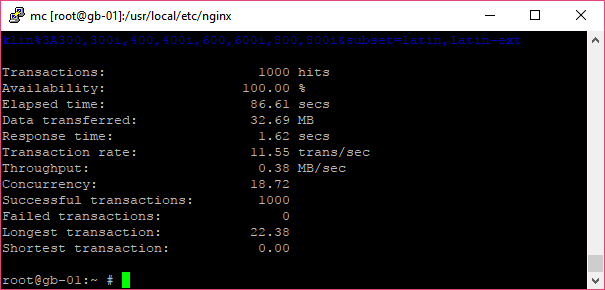 mc [root@gb-01]:/usr/local/etc/nginx
klin%3A300,300i,400,400i,600,600i,800,800i&subset=latin,latin-ext
Transactions: 1000 hits
Availability: 100.00 %
Elapsed time: 86.61 secs
Data transferred: 32.69 MB
Response time: 1.62 secs
Transaction rate: 11.55 trans/sec
Throughput: 0.38 MB/sec
Concurrency: 18.72
Successful transactions: 1000
Failed transactions: 0
Longest transaction: 22.38
Shortest transaction: 0.00
root@gb-01:~ #